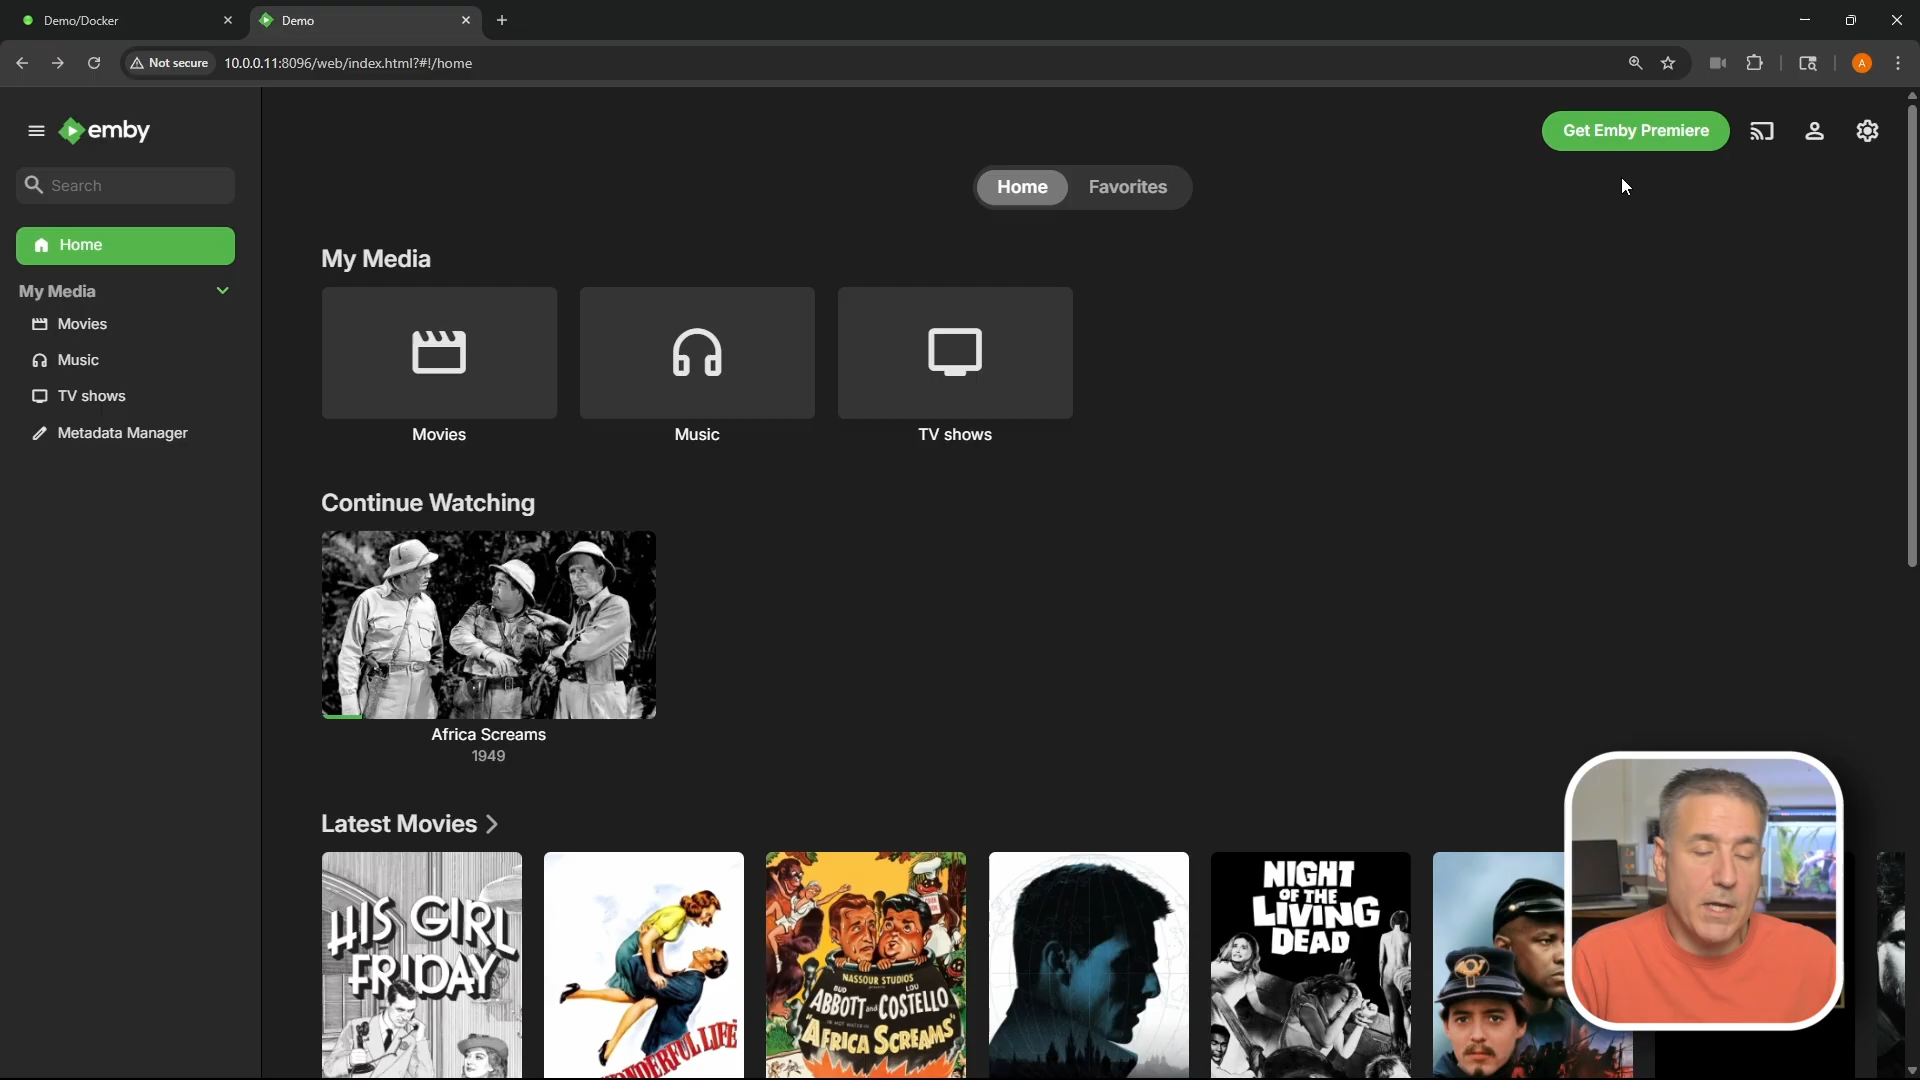 Demo/Docker
Demo
Not secure
10.0.0.11:8096/web/index.html?#!/home
A
emby
Get Emby Premiere
Search
Home Favorites
Home
My Media
Movies
Music
TV shows
Metadata Manager
My Media
Movies
Music
TV shows
Continue Watching
Africa Screams
1949
Latest Movies
HIS GIRL
FRIDAY
WONDERFUL LIFE
NASSOUR STUDIOS
BUD LOU
ABBOTT and COSTELLO
"AFRICA SCREAMS"
NIGHT
OF THE
LIVING
DEAD